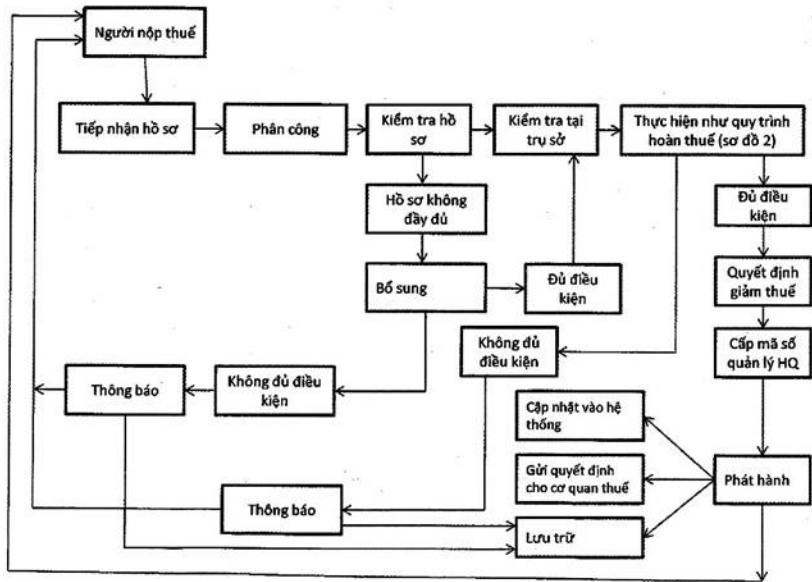 Người nộp thuế
Tiếp nhận hồ sơ
Phân công
Kiểm tra hồ
sơ
Kiểm tra tại
trụ sở
Thực hiện như quy trình
hoàn thuế (sơ đồ 2)
Hồ sơ không
đầy đủ
Đủ điều
kiện
Bổ sung
Đủ điều
kiện
Quyết định
giảm thuế
Không đủ
điều kiện
Cấp mã số
quản lý HQ
Thông báo
Không đủ điều
kiện
Cập nhật vào hệ
thống
Gửi quyết định
cho cơ quan thuế
Phát hành
Thông báo
Lưu trữ